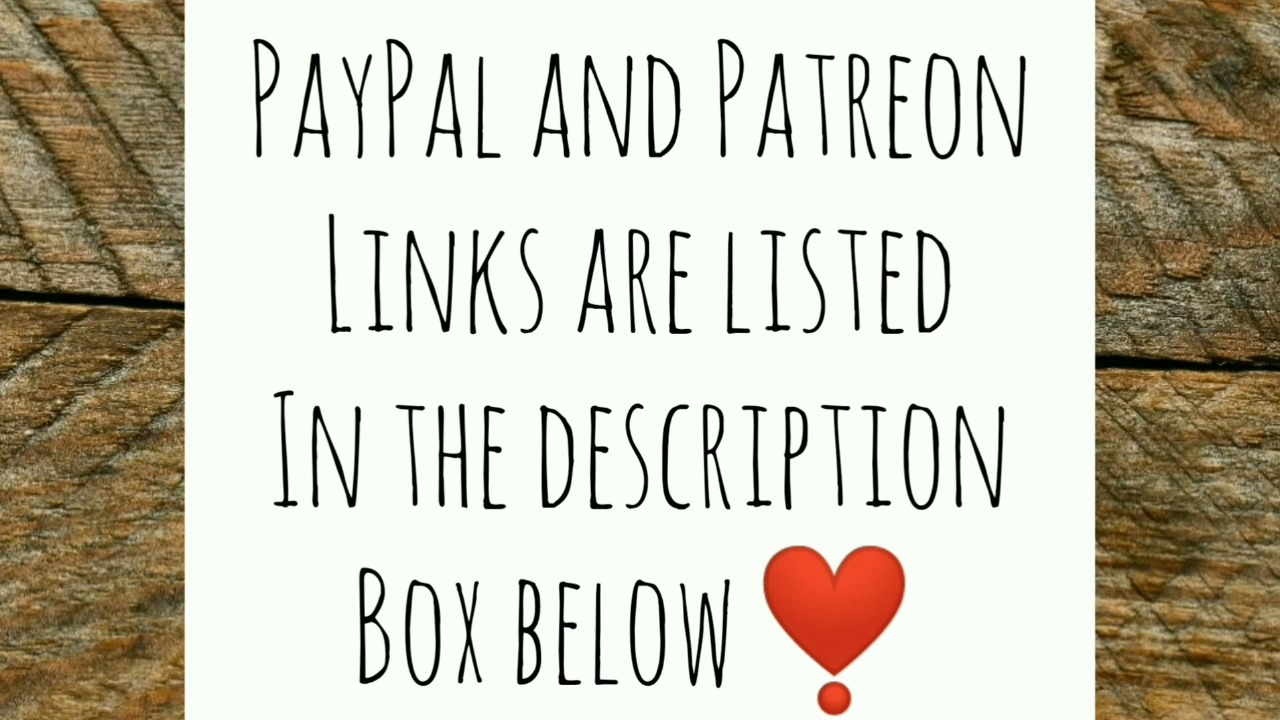 PayPal and Patreon
Links are listed
In the description
Box below ❣